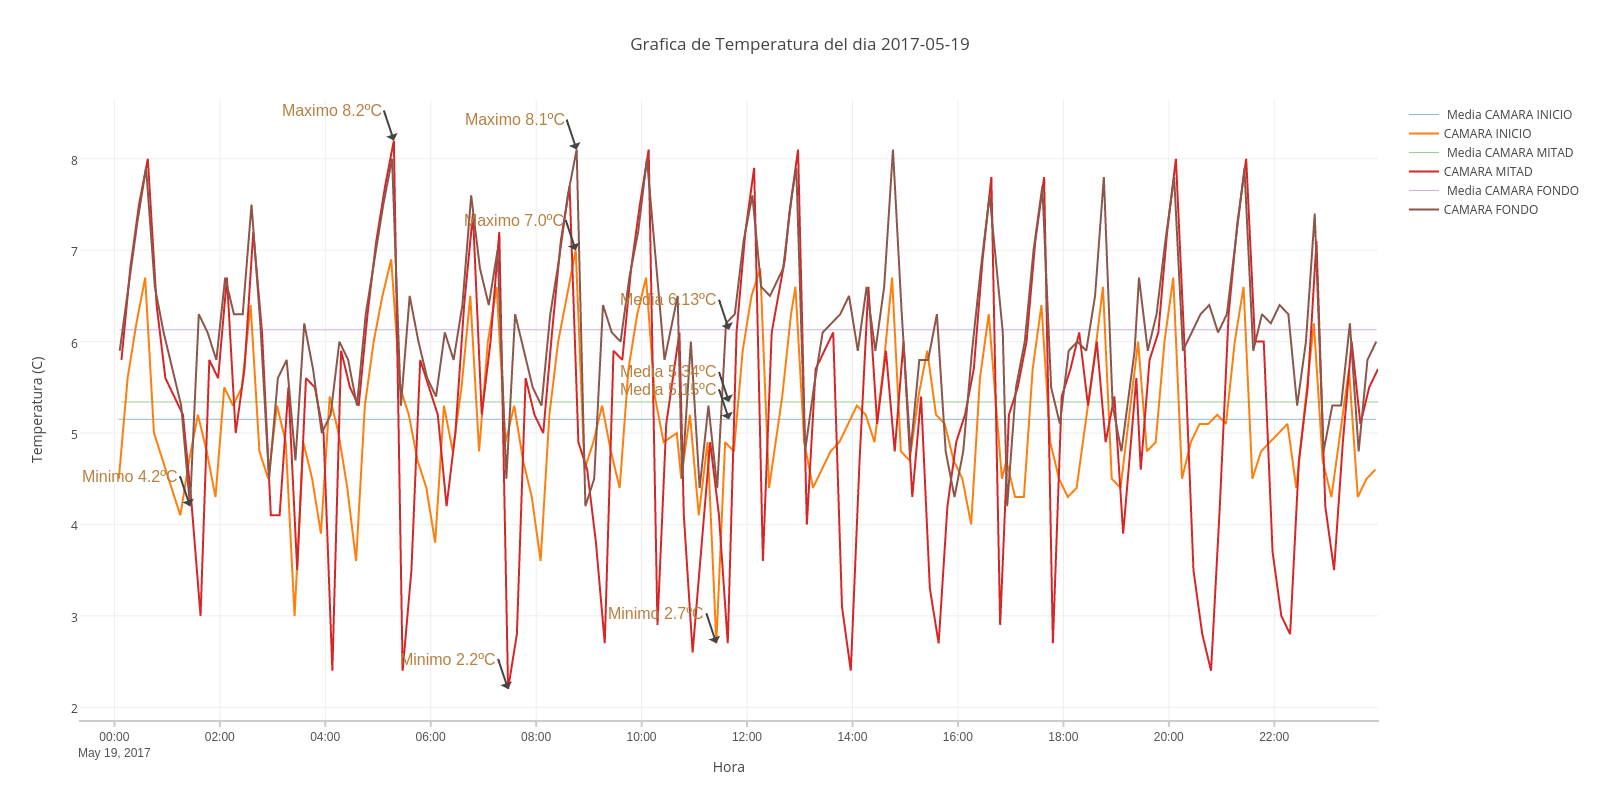 Grafica de Temperatura del dia 2017-05-19
Maximo 8.2ºC
Maximo 8.1ºC
Maximo 7.0ºC
Media 6.13ºC
Media 5.34ºC
Media 5.15ºC
Minimo 4.2ºC
Minimo 2.7ºC
Minimo 2.2ºC
Media CAMARA INICIO
CAMARA INICIO
Media CAMARA MITAD
CAMARA MITAD
Media CAMARA FONDO
CAMARA FONDO
Temperatura (C)
8
7
6
5
4
3
2
00:00 02:00 04:00 06:00 08:00 10:00 12:00 14:00 16:00 18:00 20:00 22:00
May 19, 2017
Hora